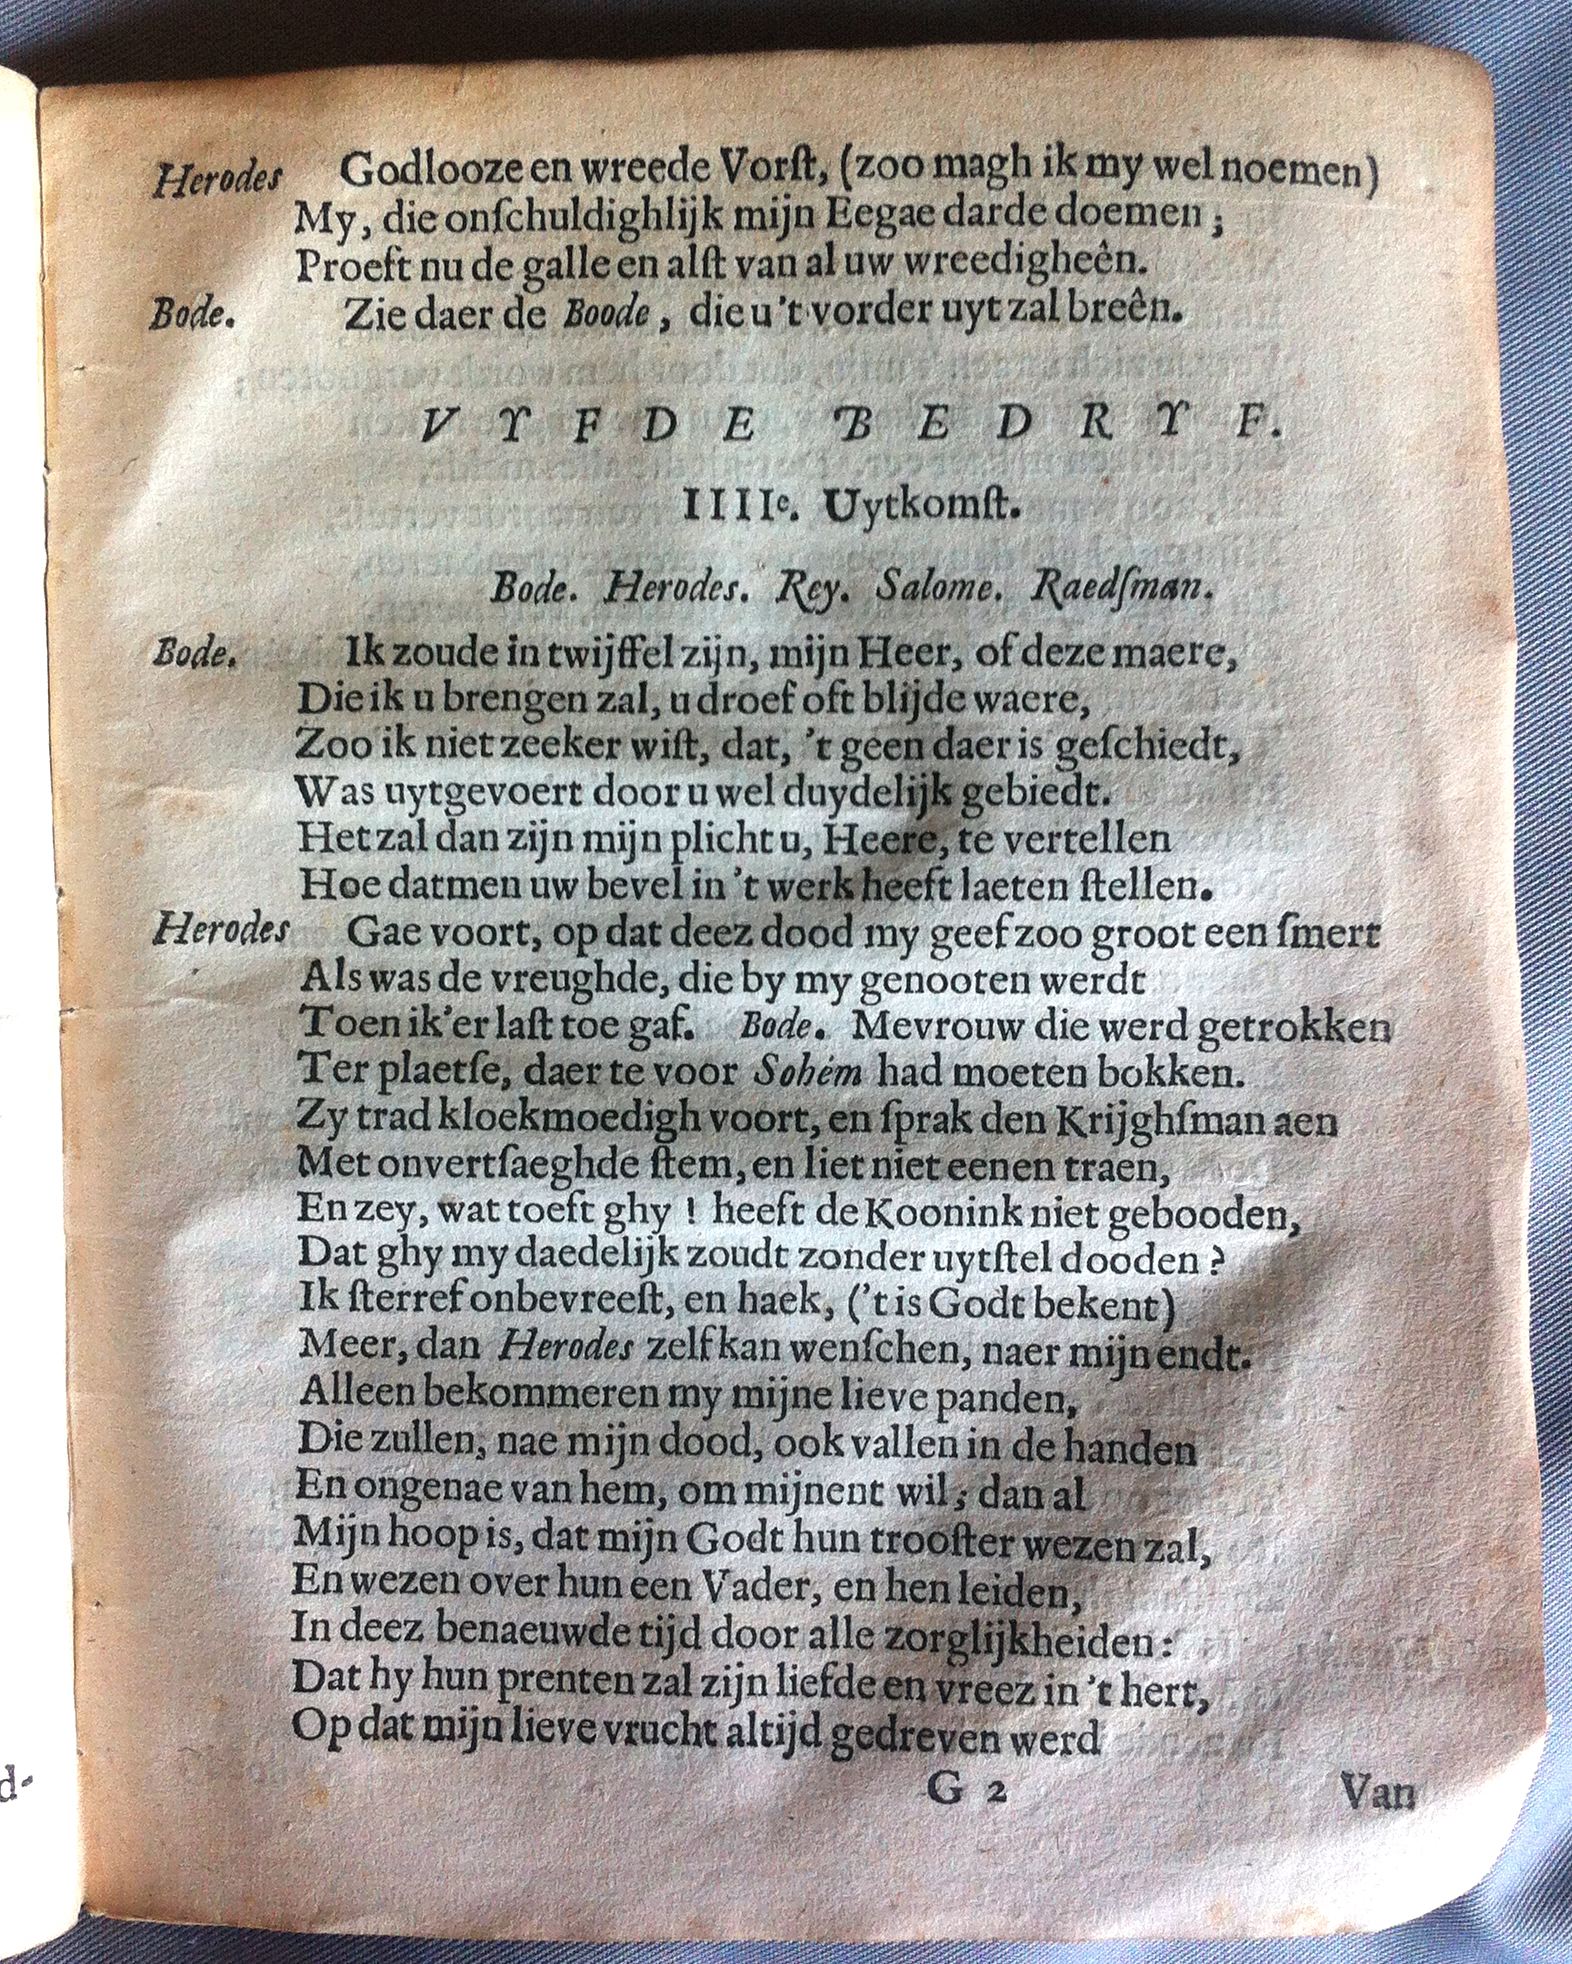 Herodes Godlooze en wreede Vorſt, (zoo magh ik my wel noemen)
My, die onſchuldighlijk mijn Eegae darde doemen;
Proeft nu de galle en alſt van al uw wreedigheên.
Bode. Zie daer de Boode, die u 't vorder uyt zal breên.
VYFDE BEDRYF.
IIIIe. Uytkomſt.
Bode. Herodes. Rey. Salome. Raedſman.
Bode. Ik zoude in twijffel zijn, mijn Heer, of deze maere,
Die ik u brengen zal, u droef oft blijde waere,
Zoo ik niet zeeker wiſt, dat, 't geen daer is geſchiedt,
Was uytgevoert door u wel duydelijk gebiedt.
Het zal dan zijn mijn plicht u, Heere, te vertellen
Hoe datmen uw bevel in 't werk heeft laeten ſtellen.
Herodes Gae voort, op dat deez dood my geef zoo groot een ſmert
Als was de vreughde, die by my genooten werdt
Toen ik 'er laſt toe gaf. Bode. Mevrouw die werd getrokken
Ter plaetſe, daer te voor Sohém had moeten bokken.
Zy trad kloekmoedigh voort, en ſprak den Krijghſman aen
Met onvertſaeghde ſtem, en liet niet eenen traen,
En zey, wat toeft ghy ! heeft de Koonink niet gebooden,
Dat ghy my daedelijk zoudt zonder uytſtel dooden ?
Ik ſterref onbevreeſt, en haek, ('t is Godt bekent)
Meer, dan Herodes zelf kan wenſchen, naer mijn endt.
Alleen bekommeren my mijne lieve panden,
Die zullen, nae mijn dood, ook vallen in de handen
En ongenae van hem, om mijnent wil; dan al
Mijn hoop is, dat mijn Godt hun trooſter wezen zal,
En wezen over hun een Vader, en hen leiden,
In deez benaeuwde tijd door alle zorglijkheiden:
Dat hy hun prenten zal zijn liefde en vreez in 't hert,
Op dat mijn lieve vrucht altijd gedreven werd
G 2 Van
d-